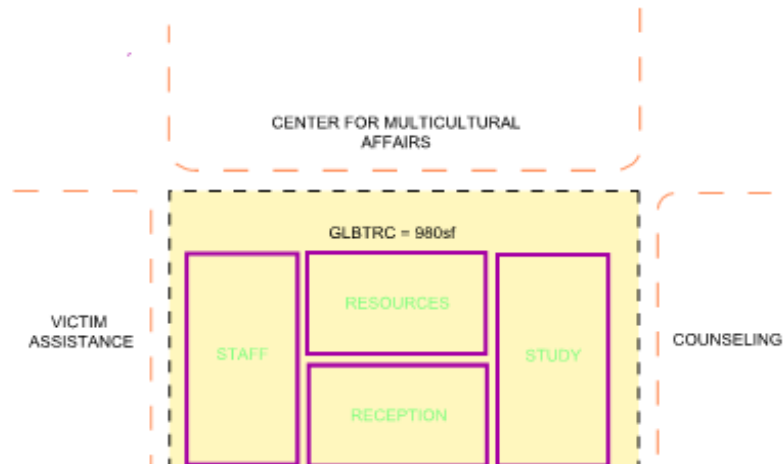 CENTER FOR MULTICULTURAL
AFFAIRS
GLBTRC = 980sf
RESOURCES
VICTIM
ASSISTANCE
STAFF
STUDY
COUNSELING
RECEPTION